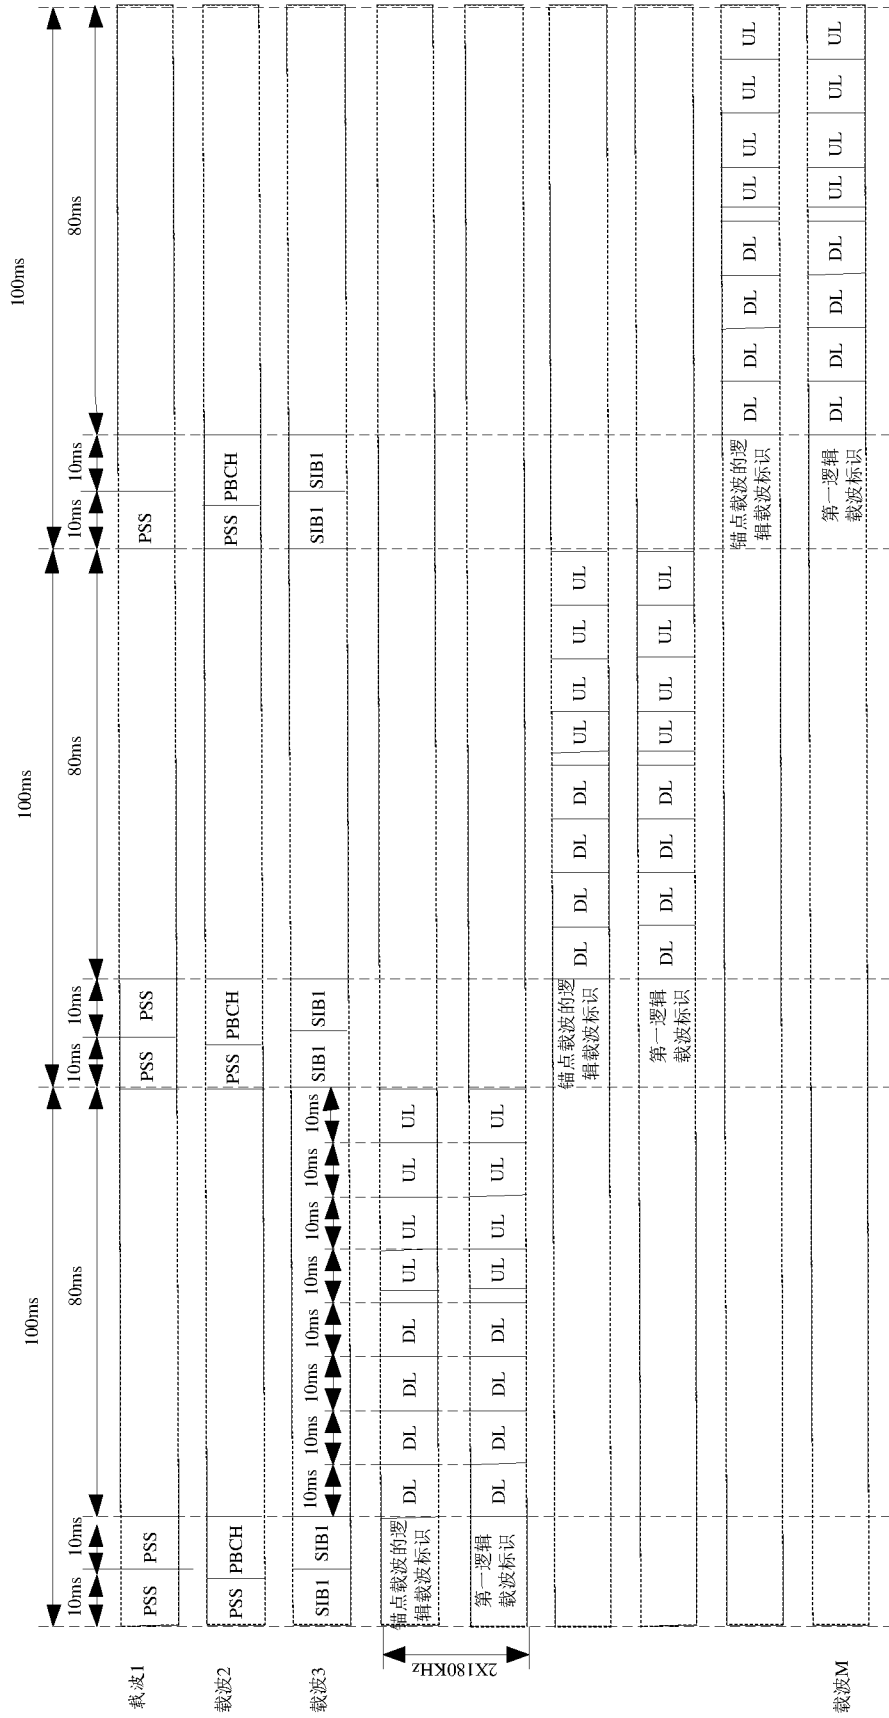 100ms 100ms 100ms
10ms 10ms 80ms 10ms 10ms 80ms 10ms 10ms 80ms
载波1 PSS PSS PSS PSS PSS
载波2 PSS PBCH PSS PBCH PSS PBCH
载波3 SIB1 SIB1 10ms 10ms 10ms 10ms 10ms 10ms 10ms 10ms SIB1 SIB1 SIB1 SIB1
2X180KHz
锚点载波的逻
辑载波标识 DL DL DL DL UL UL UL UL
第一逻辑
载波标识 DL DL DL DL UL UL UL UL
锚点载波的逻
辑载波标识 DL DL DL DL UL UL UL UL
第一逻辑
载波标识 DL DL DL DL UL UL UL UL
锚点载波的逻
辑载波标识 DL DL DL DL UL UL UL UL
载波M
第一逻辑
载波标识 DL DL DL DL UL UL UL UL